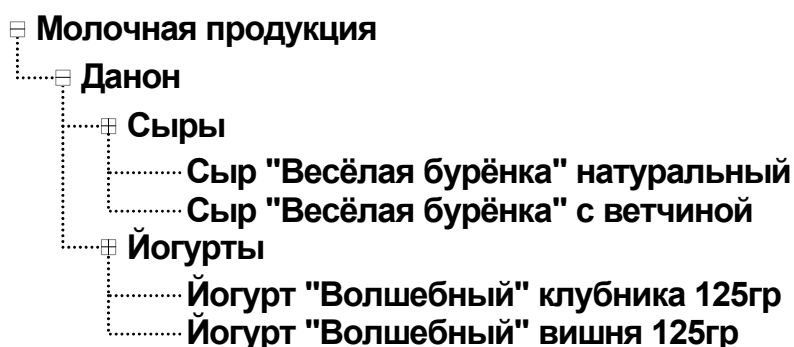 Молочная продукция
Данон
Сыры
Сыр "Весёлая бурёнка" натуральный
Сыр "Весёлая бурёнка" с ветчиной
Йогурты
Йогурт "Волшебный" клубника 125гр
Йогурт "Волшебный" вишня 125гр